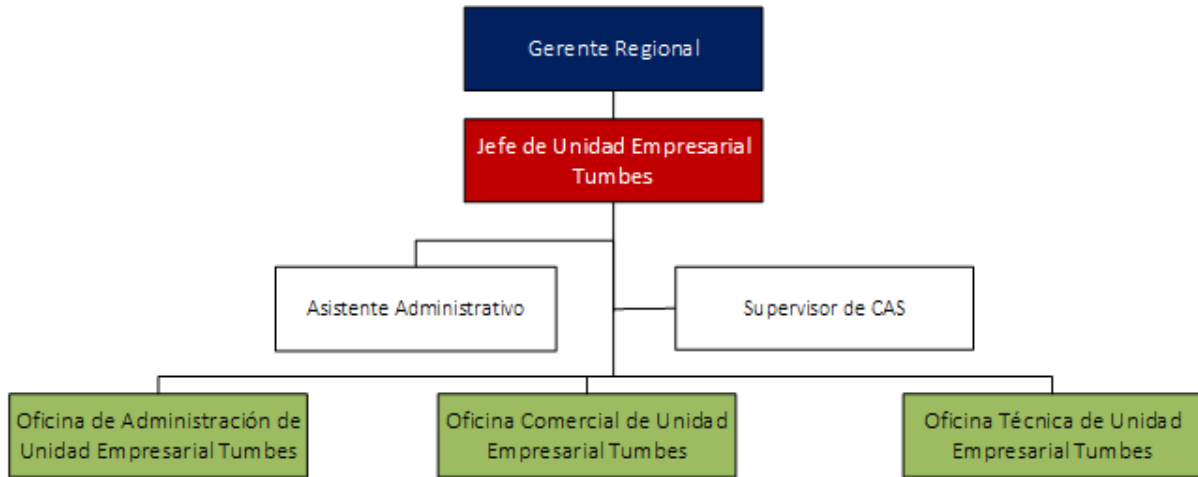 Gerente Regional
Jefe de Unidad Empresarial
Tumbes
Asistente Administrativo
Supervisor de CAS
Oficina de Administración de
Unidad Empresarial Tumbes
Oficina Comercial de Unidad
Empresarial Tumbes
Oficina Técnica de Unidad
Empresarial Tumbes